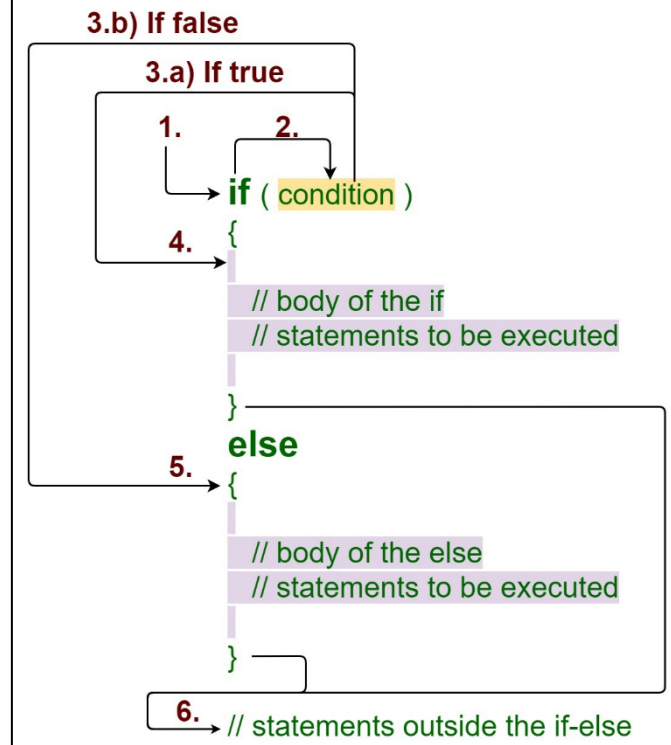 3.b) If false
3.a) If true
1. 2.
if ( condition )
{
4.
// body of the if
// statements to be executed
}
else
5. {
// body of the else
// statements to be executed
}
6. // statements outside the if-else